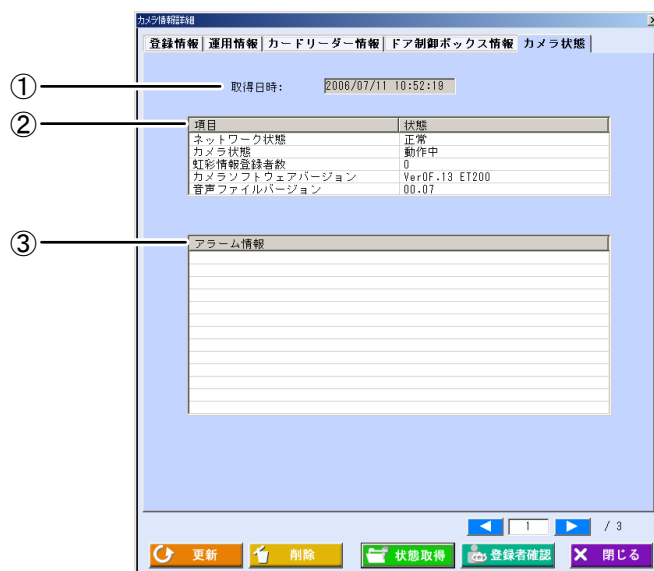 カメラ情報詳細
登録情報 運用情報 カードリーダー情報 ドア制御ボックス情報 カメラ状態
① 取得日時: 2006/07/11 10:52:19
② 項目 状態
ネットワーク状態 正常
カメラ状態 動作中
虹彩情報登録者数 0
カメラソフトウェアバージョン Ver0F.13 ET200
音声ファイルバージョン 00.07
③ アラーム情報
1 / 3
更新 削除 状態取得 登録者確認 閉じる